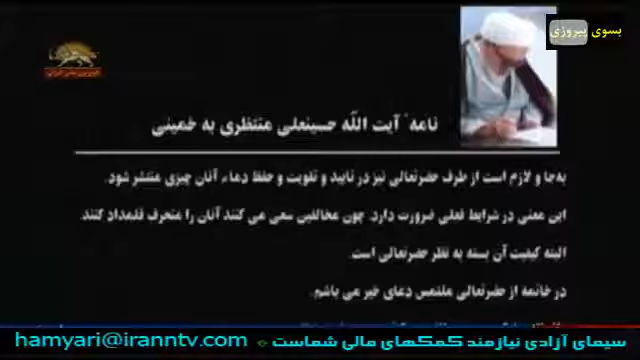 بسوی پیروزی
نامه آیت اللّه حسینعلی منتظری به خمینی
به‌جا و لازم است از طرف حضرتعالی نیز در تایید و تقویت و حفظ دماء آنان چیزی منتشر شود.
این معنی در شرایط فعلی ضرورت دارد. چون مخالفین سعی می کنند آنان را منحرف قلمداد کنند.
البته کیفیت آن بسته به نظر حضرتعالی است.
در خاتمه از حضرتعالی ملتمس دعای خیر می باشم.
سیمای آزادی نیازمند کمکهای مالی شماست hamyari@iranntv.com